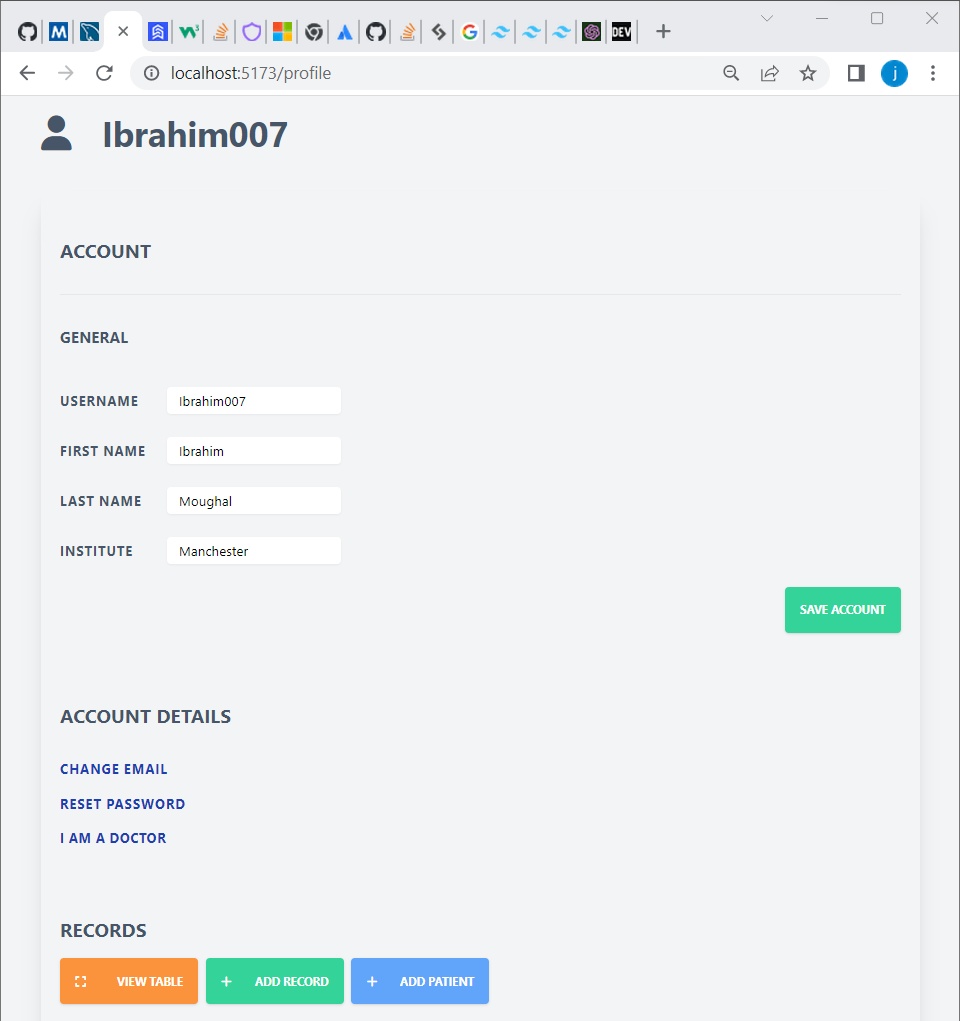 localhost:5173/profile
j
Ibrahim007
ACCOUNT
GENERAL
USERNAME Ibrahim007
FIRST NAME Ibrahim
LAST NAME Moughal
INSTITUTE Manchester
SAVE ACCOUNT
ACCOUNT DETAILS
CHANGE EMAIL
RESET PASSWORD
I AM A DOCTOR
RECORDS
VIEW TABLE + ADD RECORD + ADD PATIENT